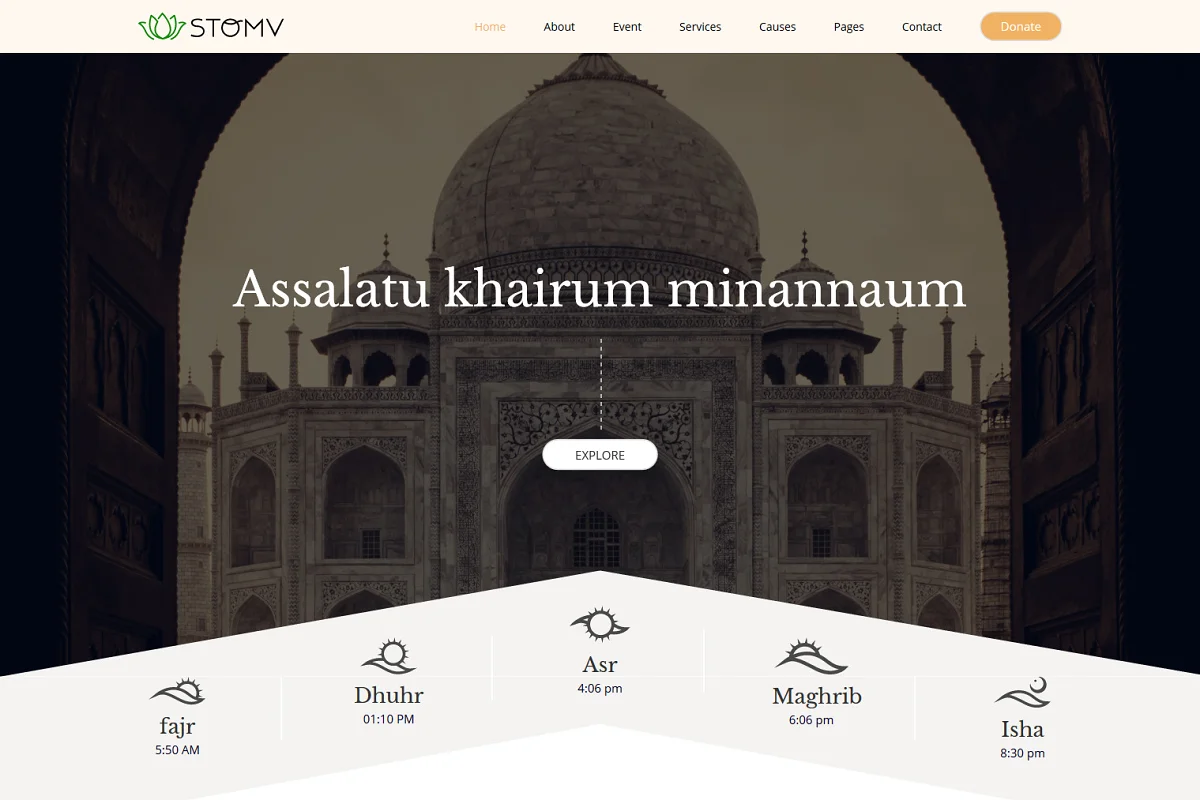 STOMV
Home About Event Services Causes Pages Contact Donate
Assalatu khairum minannaum
EXPLORE
fajr
5:50 AM
Dhuhr
01:10 PM
Asr
4:06 pm
Maghrib
6:06 pm
Isha
8:30 pm